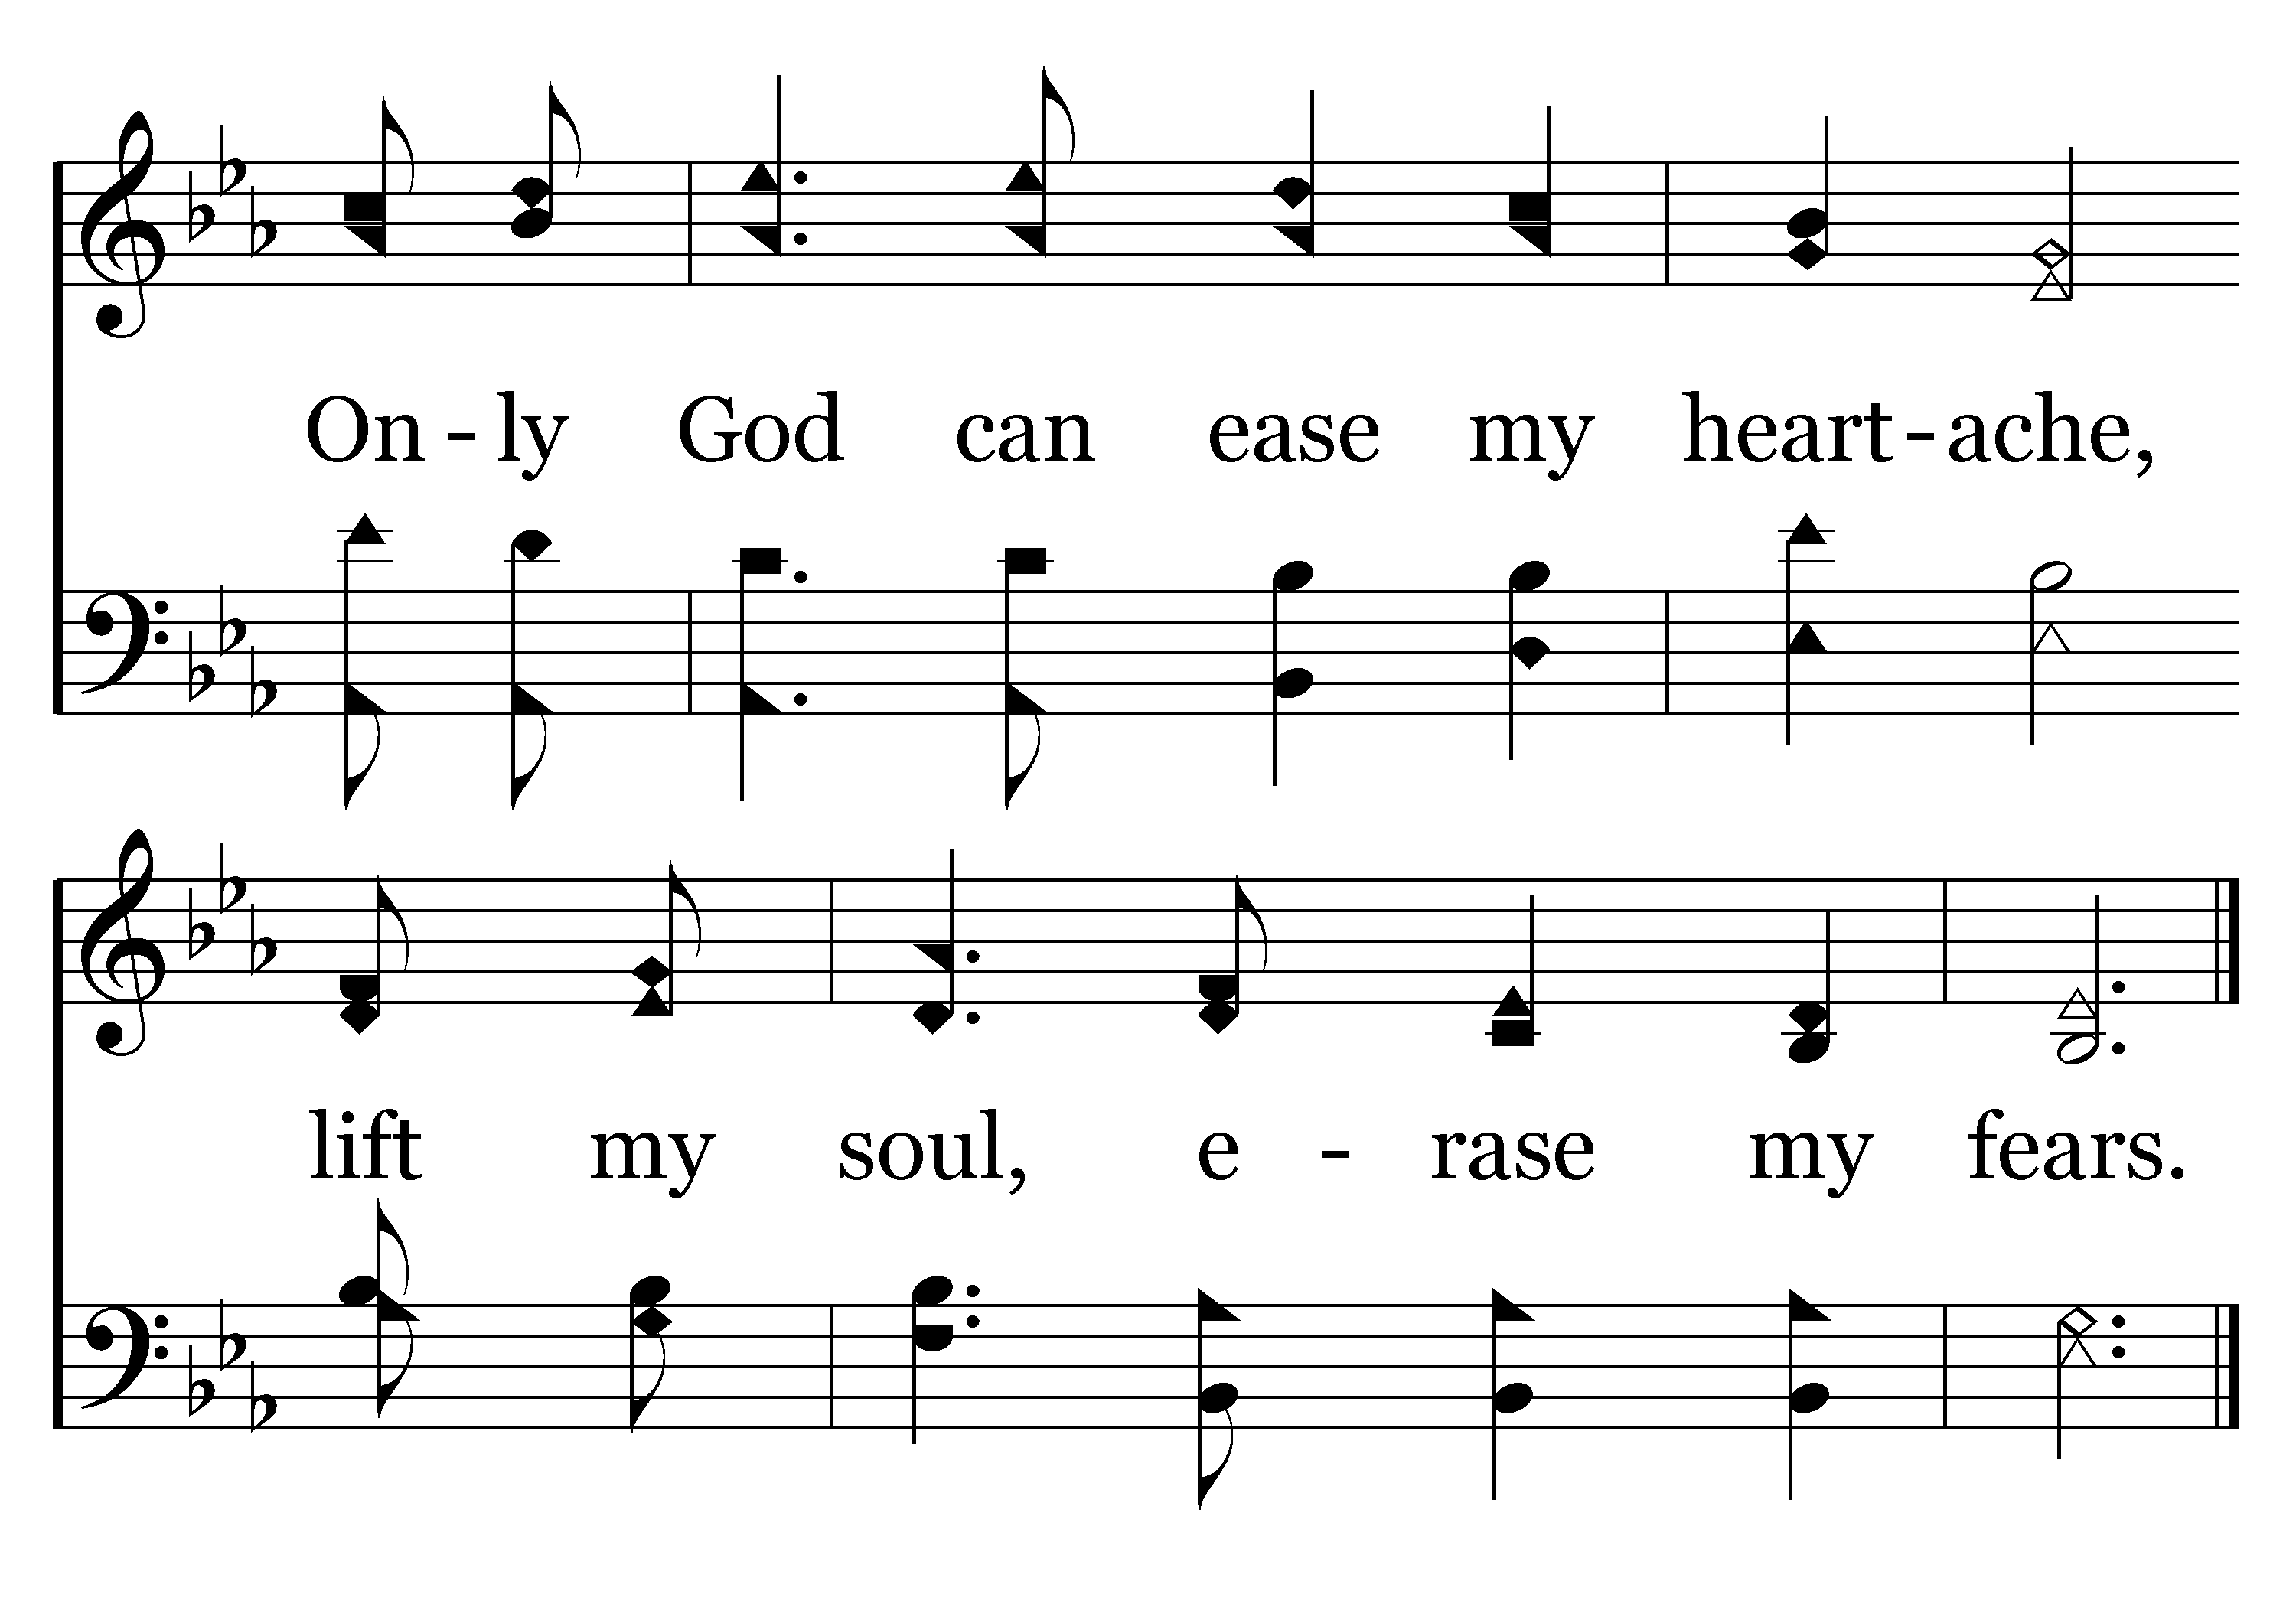 On - ly God can ease my heart - ache,
lift my soul, e - rase my fears.